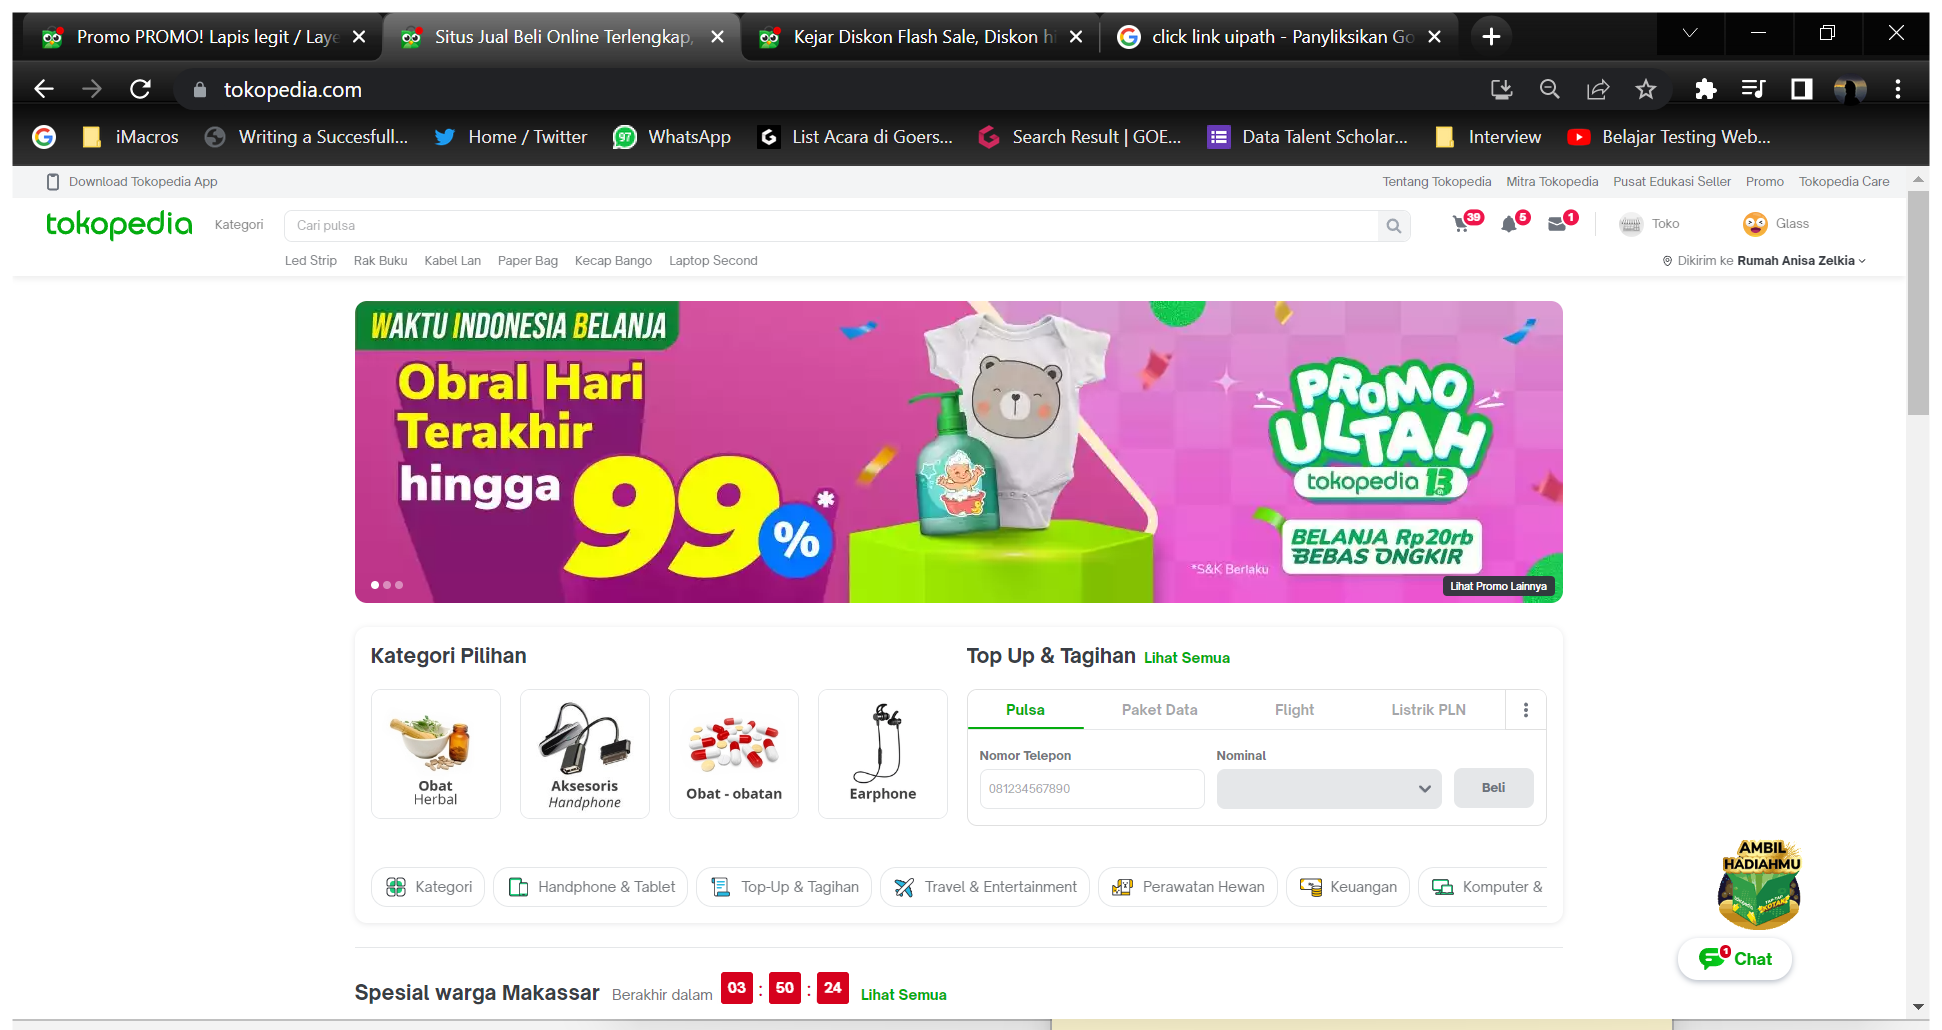 Promo PROMO! Lapis legit / Laye
Situs Jual Beli Online Terlengkap,
Kejar Diskon Flash Sale, Diskon hi
click link uipath - Panyliksikan Go
tokopedia.com
iMacros
Writing a Succesfull...
Home / Twitter
97
WhatsApp
List Acara di Goers...
Search Result | GOE...
Data Talent Scholar...
Interview
Belajar Testing Web...
Download Tokopedia App
Tentang Tokopedia
Mitra Tokopedia
Pusat Edukasi Seller
Promo
Tokopedia Care
tokopedia
Kategori
Cari pulsa
39
5
1
Toko
Glass
Led Strip
Rak Buku
Kabel Lan
Paper Bag
Kecap Bango
Laptop Second
Dikirim ke Rumah Anisa Zelkia
WAKTU INDONESIA BELANJA
Obral Hari
Terakhir
hingga
99%*
PROMO
ULTAH
tokopedia 13
BELANJA Rp20rb
BEBAS ONGKIR
*S&K Berlaku
Lihat Promo Lainnya
Kategori Pilihan
Obat
Herbal
Aksesoris
Handphone
Obat - obatan
Earphone
Top Up & Tagihan Lihat Semua
Pulsa
Paket Data
Flight
Listrik PLN
Nomor Telepon
Nominal
081234567890
Beli
Kategori
Handphone & Tablet
Top-Up & Tagihan
Travel & Entertainment
Perawatan Hewan
Keuangan
Komputer &
AMBIL
HADIAHMU
1
Chat
Spesial warga Makassar Berakhir dalam 03 : 50 : 24 Lihat Semua